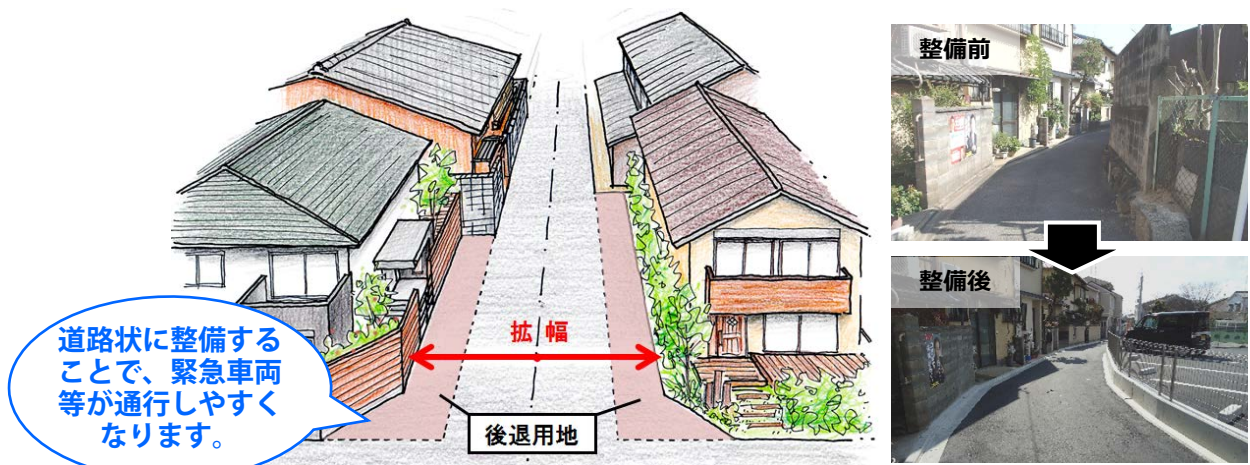 整備前
整備後
拡幅
後退用地
道路状に整備する
ことで、緊急車両
等が通行しやすく
なります。